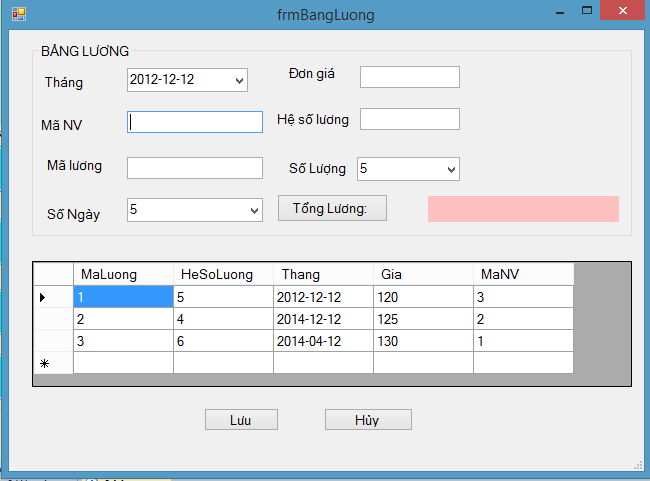 frmBangLuong
BẢNG LƯƠNG
Tháng 2012-12-12 Đơn giá
Mã NV Hệ số lương
Mã lương Số Lượng 5
Số Ngày 5 Tổng Lương:
MaLuong HeSoLuong Thang Gia MaNV
1 5 2012-12-12 120 3
2 4 2014-12-12 125 2
3 6 2014-04-12 130 1
Lưu Hủy